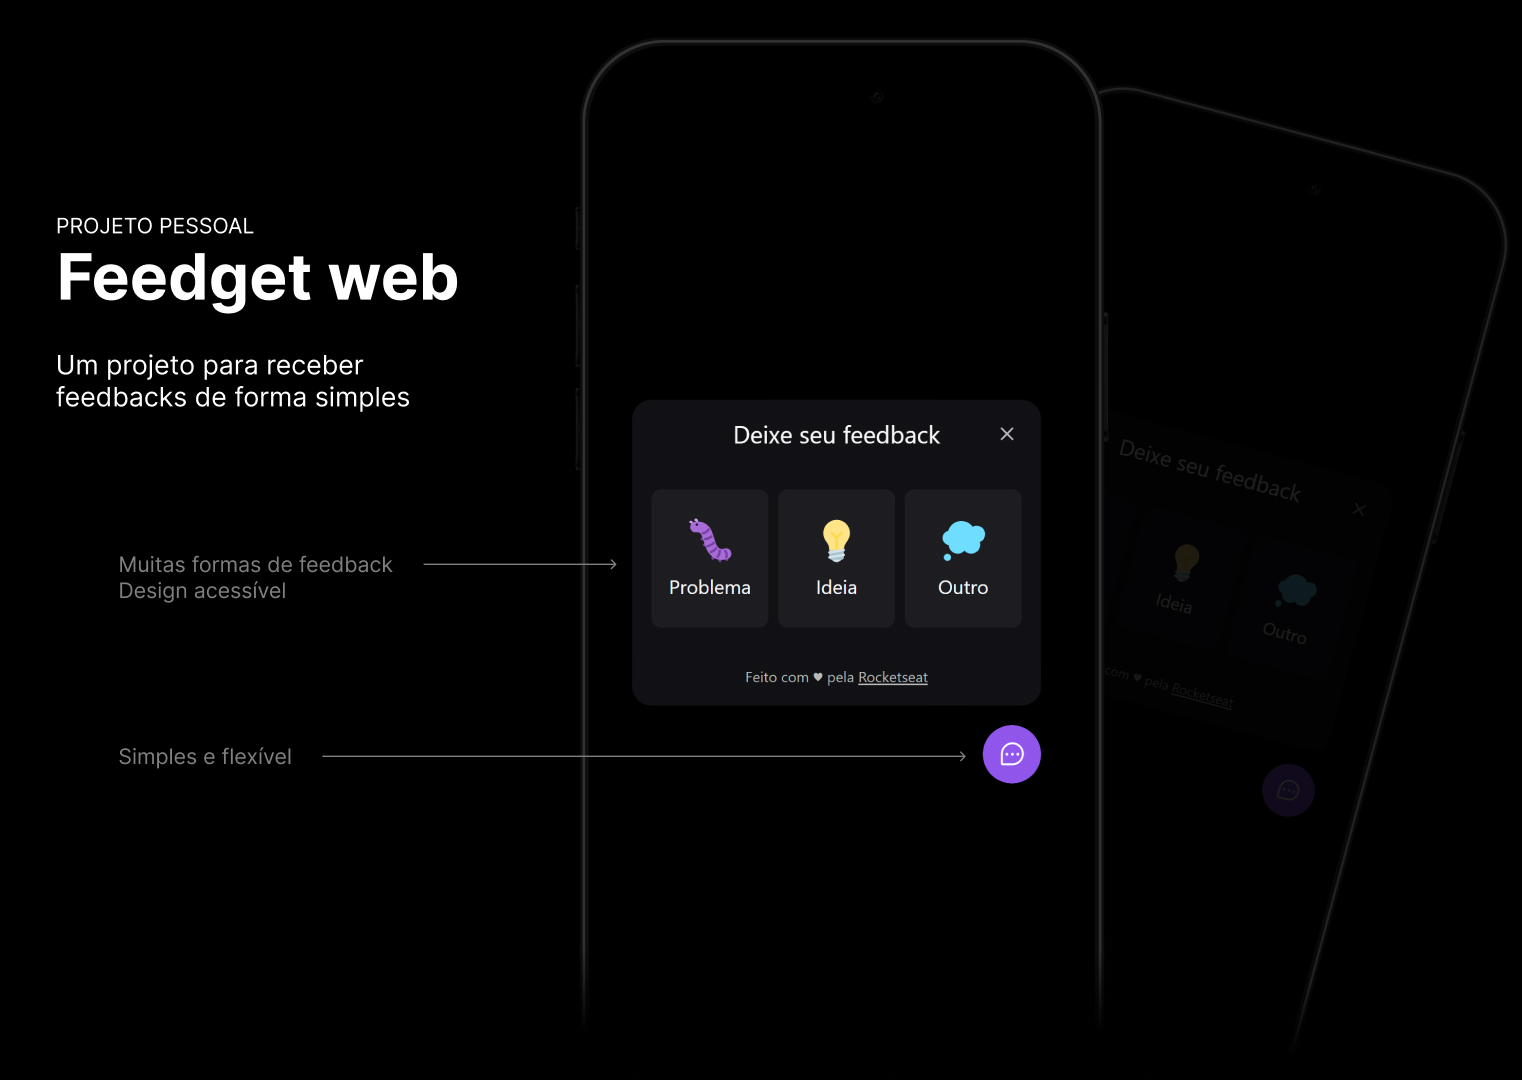 PROJETO PESSOAL
Feedget web
Um projeto para receber
feedbacks de forma simples
Muitas formas de feedback
Design acessível
Simples e flexível
Deixe seu feedback
Problema
Ideia
Outro
Feito com ♥ pela Rocketseat
Deixe seu feedback
Ideia
Outro
com ♥ pela Rocketseat